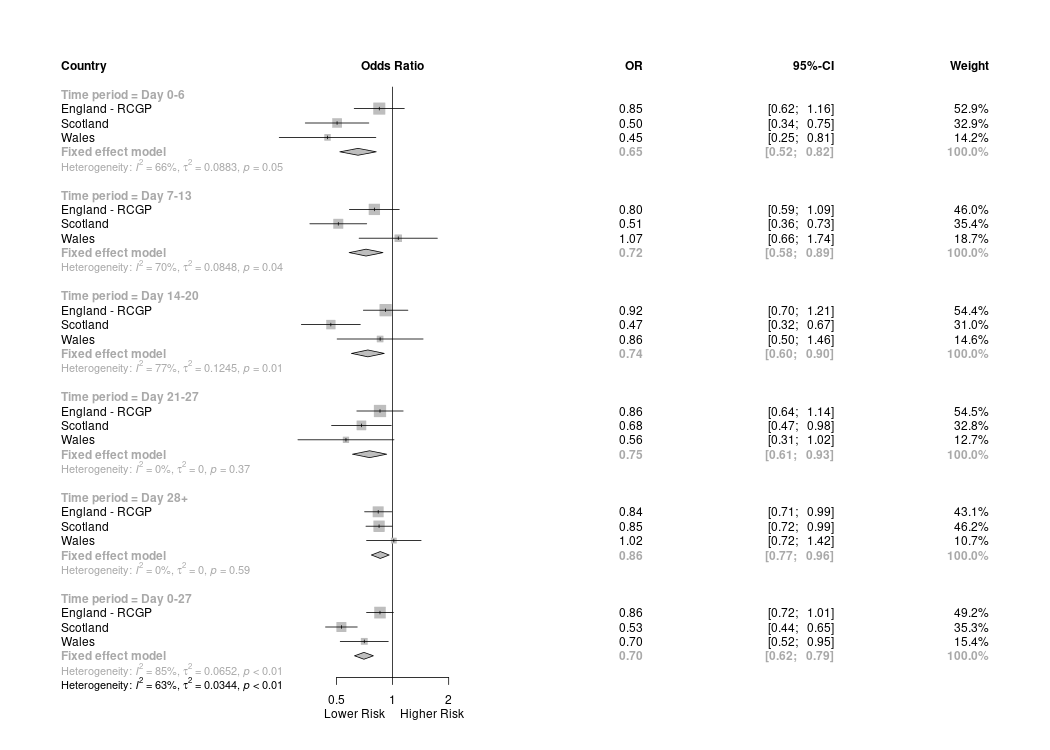 Country Odds Ratio OR 95%-CI Weight
Time period = Day 0-6
England - RCGP 0.85 [0.62; 1.16] 52.9%
Scotland 0.50 [0.34; 0.75] 32.9%
Wales 0.45 [0.25; 0.81] 14.2%
Fixed effect model 0.65 [0.52; 0.82] 100.0%
Heterogeneity: I² = 66%, τ² = 0.0883, p = 0.05
Time period = Day 7-13
England - RCGP 0.80 [0.59; 1.09] 46.0%
Scotland 0.51 [0.36; 0.73] 35.4%
Wales 1.07 [0.66; 1.74] 18.7%
Fixed effect model 0.72 [0.58; 0.89] 100.0%
Heterogeneity: I² = 70%, τ² = 0.0848, p = 0.04
Time period = Day 14-20
England - RCGP 0.92 [0.70; 1.21] 54.4%
Scotland 0.47 [0.32; 0.67] 31.0%
Wales 0.86 [0.50; 1.46] 14.6%
Fixed effect model 0.74 [0.60; 0.90] 100.0%
Heterogeneity: I² = 77%, τ² = 0.1245, p = 0.01
Time period = Day 21-27
England - RCGP 0.86 [0.64; 1.14] 54.5%
Scotland 0.68 [0.47; 0.98] 32.8%
Wales 0.56 [0.31; 1.02] 12.7%
Fixed effect model 0.75 [0.61; 0.93] 100.0%
Heterogeneity: I² = 0%, τ² = 0, p = 0.37
Time period = Day 28+
England - RCGP 0.84 [0.71; 0.99] 43.1%
Scotland 0.85 [0.72; 0.99] 46.2%
Wales 1.02 [0.72; 1.42] 10.7%
Fixed effect model 0.86 [0.77; 0.96] 100.0%
Heterogeneity: I² = 0%, τ² = 0, p = 0.59
Time period = Day 0-27
England - RCGP 0.86 [0.72; 1.01] 49.2%
Scotland 0.53 [0.44; 0.65] 35.3%
Wales 0.70 [0.52; 0.95] 15.4%
Fixed effect model 0.70 [0.62; 0.79] 100.0%
Heterogeneity: I² = 85%, τ² = 0.0652, p < 0.01
Heterogeneity: I² = 63%, τ² = 0.0344, p < 0.01
0.5 1 2
Lower Risk Higher Risk